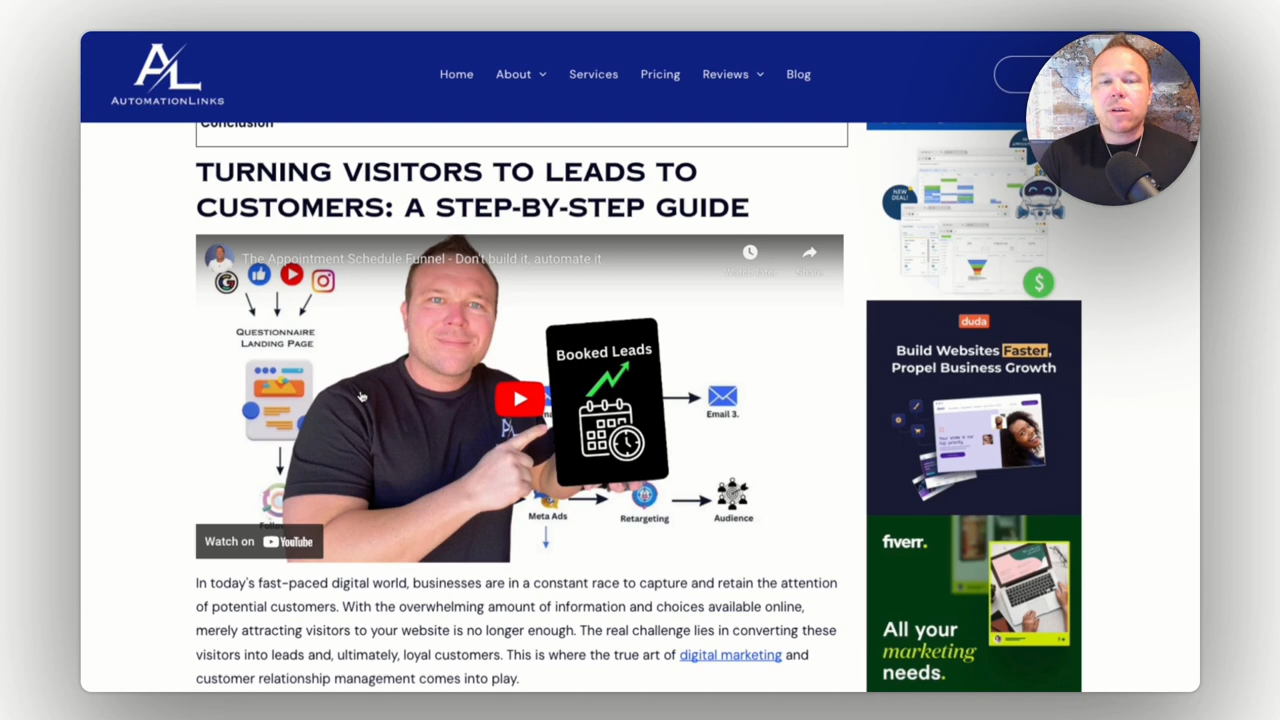 AL
AUTOMATIONLINKS
Home
About
Services
Pricing
Reviews
Blog
Conclusion
TURNING VISITORS TO LEADS TO
CUSTOMERS: A STEP-BY-STEP GUIDE
The Appointment Schedule Funnel - Don't build it, automate it
Watch later
Share
QUESTIONNAIRE
LANDING PAGE
Booked Leads
AL
Email 3.
Meta Ads
Retargeting
Audience
Watch on YouTube
In today's fast-paced digital world, businesses are in a constant race to capture and retain the attention
of potential customers. With the overwhelming amount of information and choices available online,
merely attracting visitors to your website is no longer enough. The real challenge lies in converting these
visitors into leads and, ultimately, loyal customers. This is where the true art of digital marketing and
customer relationship management comes into play.
NEW
DEAL!
$
duda
Build Websites Faster,
Propel Business Growth
fiverr.
All your
marketing
needs.